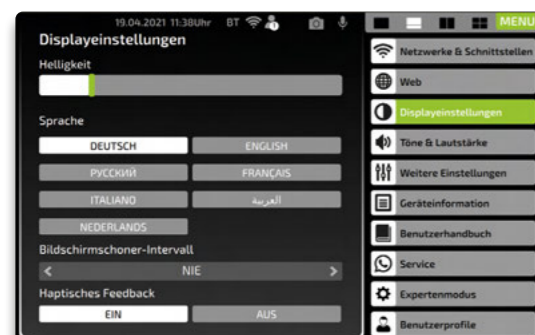 19.04.2021 11:38Uhr BT
MENU
Displayeinstellungen
Helligkeit
Sprache
DEUTSCH
ENGLISH
РУССКИЙ
FRANÇAIS
ITALIANO
العربية
NEDERLANDS
Bildschirmschoner-Intervall
< NIE >
Haptisches Feedback
EIN
AUS
Netzwerke & Schnittstellen
Web
Displayeinstellungen
Töne & Lautstärke
Weitere Einstellungen
Geräteinformation
Benutzerhandbuch
Service
Expertenmodus
Benutzerprofile